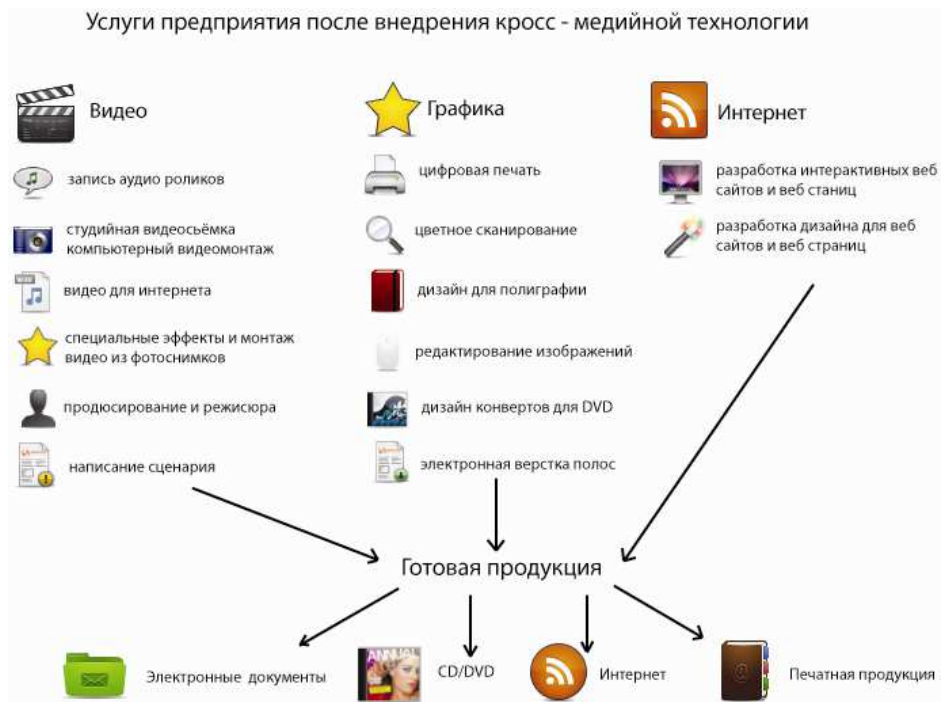 Услуги предприятия после внедрения кросс - медийной технологии
Видео
запись аудио роликов
студийная видеосъёмка
компьютерный видеомонтаж
видео для интернета
специальные эффекты и монтаж
видео из фотоснимков
продюсирование и режисюра
написание сценария
Графика
цифровая печать
цветное сканирование
дизайн для полиграфии
редактирование изображений
дизайн конвертов для DVD
электронная верстка полос
Интернет
разработка интерактивных веб
сайтов и веб станиц
разработка дизайна для веб
сайтов и веб страниц
Готовая продукция
Электронные документы
ANNUAL
CD/DVD
Интернет
Печатная продукция